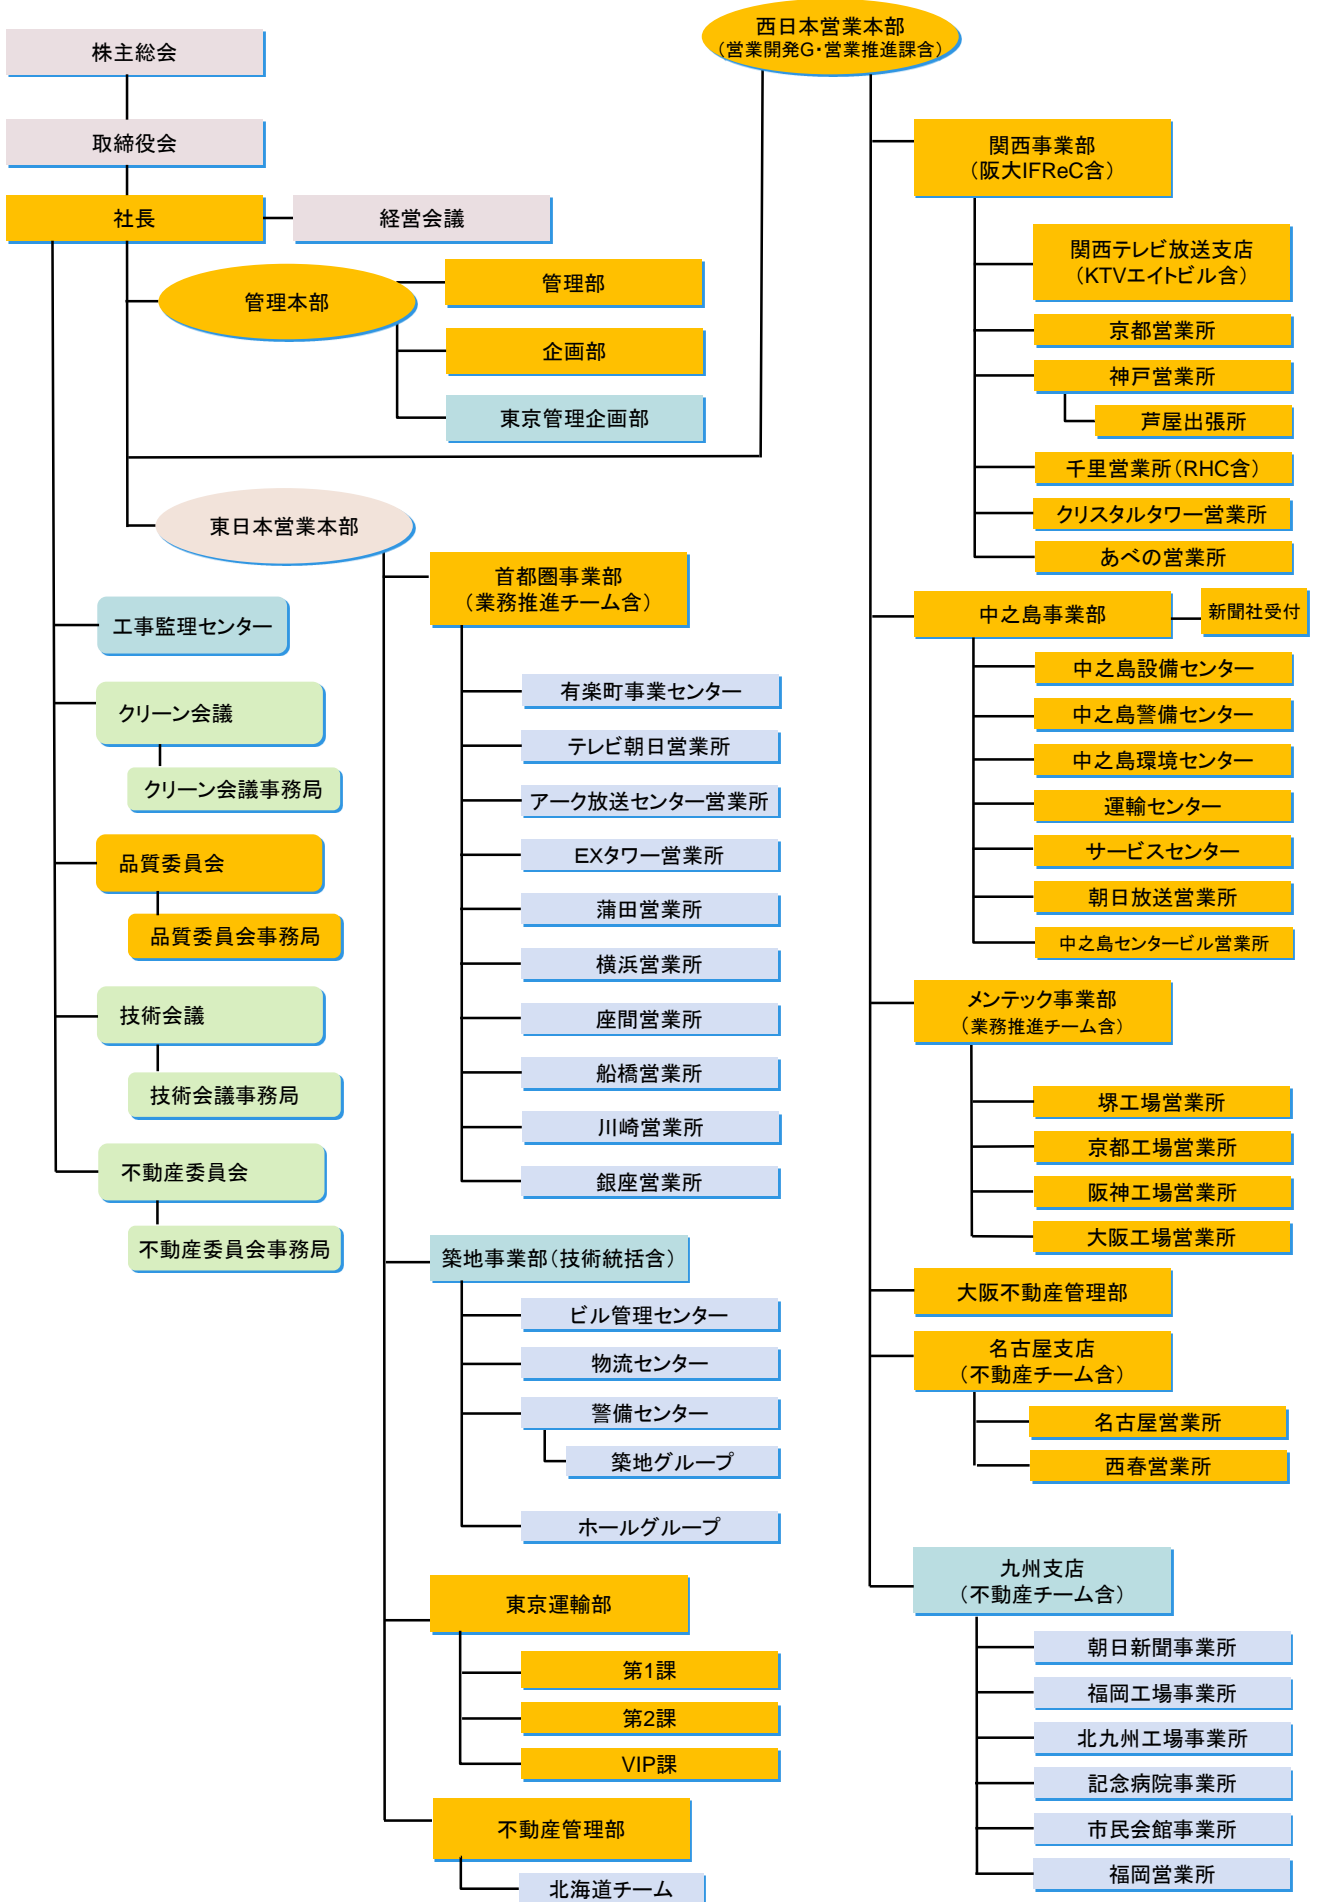 株主総会
取締役会
社長
経営会議
管理本部
管理部
企画部
東京管理企画部
東日本営業本部
工事監理センター
クリーン会議
クリーン会議事務局
品質委員会
品質委員会事務局
技術会議
技術会議事務局
不動産委員会
不動産委員会事務局
首都圏事業部
（業務推進チーム含）
有楽町事業センター
テレビ朝日営業所
アーク放送センター営業所
EXタワー営業所
蒲田営業所
横浜営業所
座間営業所
船橋営業所
川崎営業所
銀座営業所
築地事業部（技術統括含）
ビル管理センター
物流センター
警備センター
築地グループ
ホールグループ
東京運輸部
第1課
第2課
VIP課
不動産管理部
北海道チーム
西日本営業本部
（営業開発G・営業推進課含）
関西事業部
（阪大IFReC含）
関西テレビ放送支店
（KTVエイトビル含）
京都営業所
神戸営業所
芦屋出張所
千里営業所（RHC含）
クリスタルタワー営業所
あべの営業所
中之島事業部
新聞社受付
中之島設備センター
中之島警備センター
中之島環境センター
運輸センター
サービスセンター
朝日放送営業所
中之島センタービル営業所
メンテック事業部
（業務推進チーム含）
堺工場営業所
京都工場営業所
阪神工場営業所
大阪工場営業所
大阪不動産管理部
名古屋支店
（不動産チーム含）
名古屋営業所
西春営業所
九州支店
（不動産チーム含）
朝日新聞事業所
福岡工場事業所
北九州工場事業所
記念病院事業所
市民会館事業所
福岡営業所